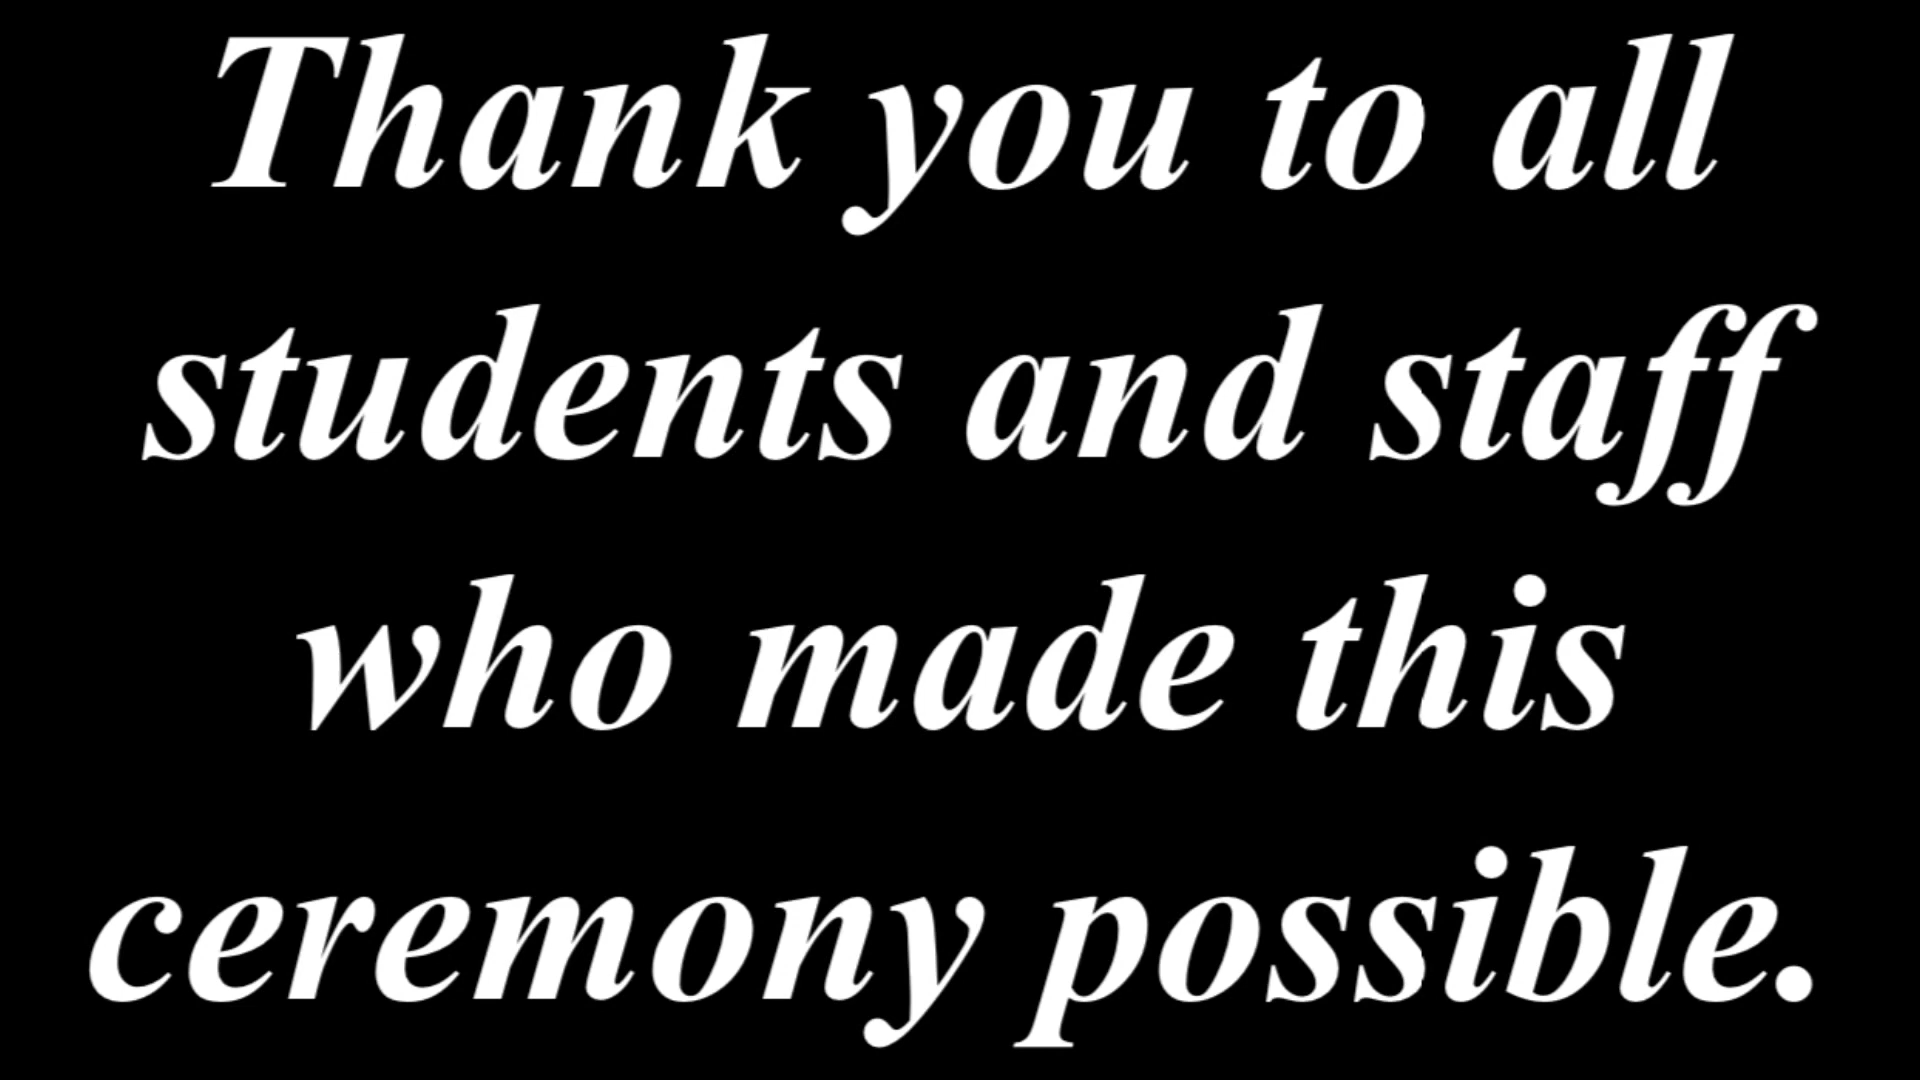 Thank you to all
students and staff
who made this
ceremony possible.